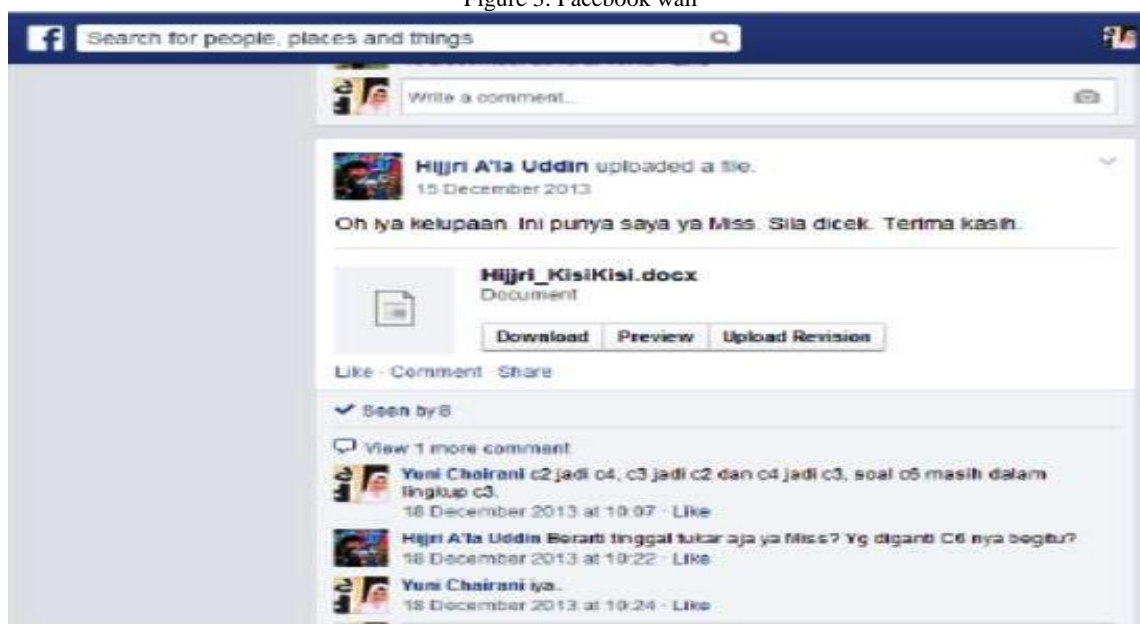 Figure 3. Facebook wall
f
Search for people, places and things
Write a comment...
Hijjri A'la Uddin uploaded a file.
15 December 2013
Oh iya kelupaan. Ini punya saya ya Miss. Sila dicek. Terima kasih.
Hijjri_KisiKisi.docx
Document
Download Preview Upload Revision
Like · Comment · Share
Seen by 8
View 1 more comment
Yuni Chairani c2 jadi c4, c3 jadi c2 dan c4 jadi c3, soal c6 masih dalam
lingkup c3.
18 December 2013 at 10:07 · Like
Hijri A'la Uddin Berarti tinggal tukar aja ya Miss? Yg diganti C6 nya begitu?
18 December 2013 at 10:22 · Like
Yuni Chairani iya..
18 December 2013 at 10:24 · Like